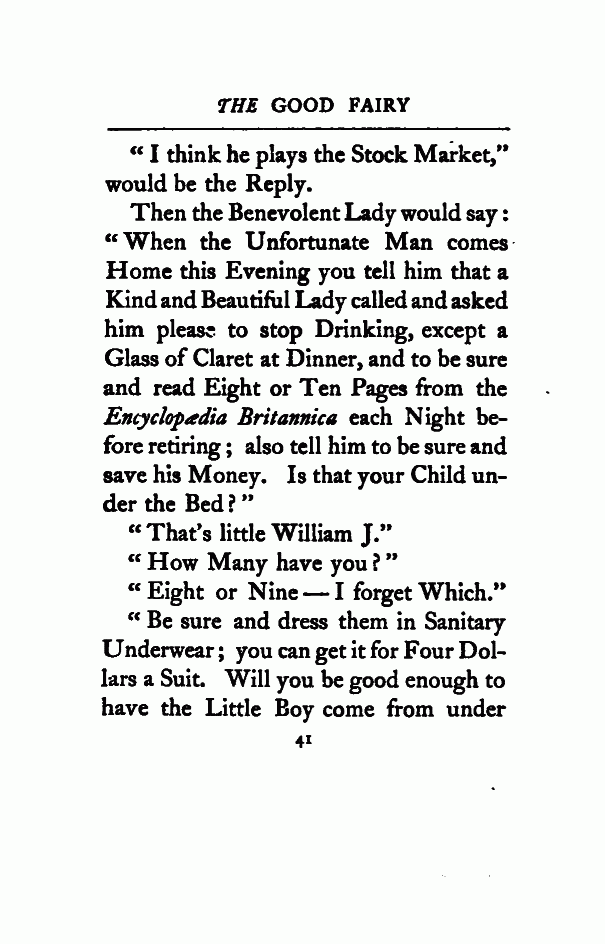 THE GOOD FAIRY
“ I think he plays the Stock Market,”
would be the Reply.
Then the Benevolent Lady would say :
“ When the Unfortunate Man comes
Home this Evening you tell him that a
Kind and Beautiful Lady called and asked
him please to stop Drinking, except a
Glass of Claret at Dinner, and to be sure
and read Eight or Ten Pages from the
Encyclopædia Britannica each Night be-
fore retiring ; also tell him to be sure and
save his Money. Is that your Child un-
der the Bed ? ”
“ That’s little William J.”
“ How Many have you ? ”
“ Eight or Nine — I forget Which.”
“ Be sure and dress them in Sanitary
Underwear ; you can get it for Four Dol-
lars a Suit. Will you be good enough to
have the Little Boy come from under
41